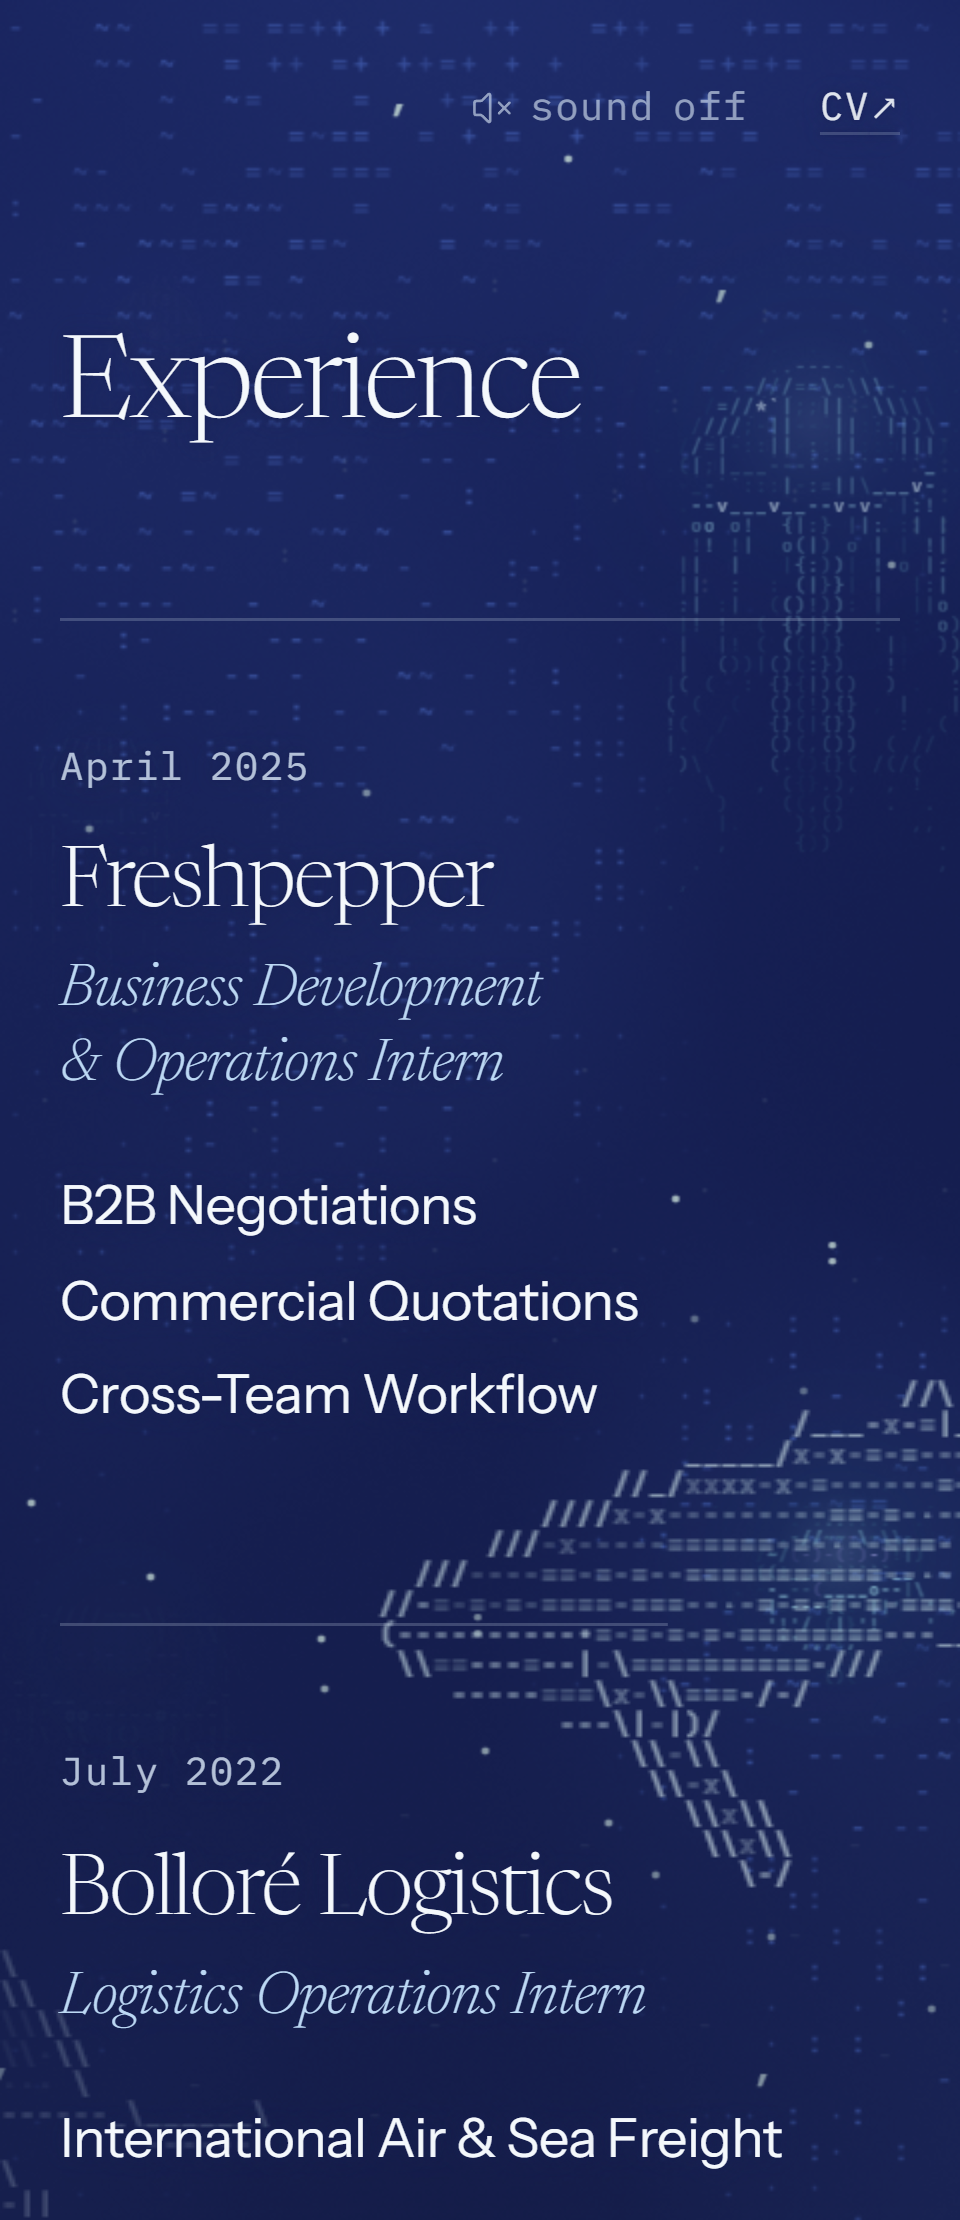 sound off
CV↗
Experience
April 2025
Freshpepper
Business Development
& Operations Intern
B2B Negotiations
Commercial Quotations
Cross-Team Workflow
July 2022
Bolloré Logistics
Logistics Operations Intern
International Air & Sea Freight